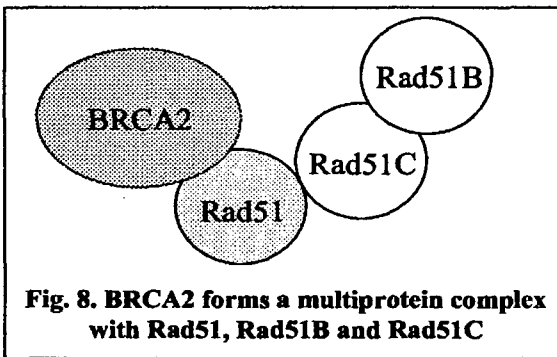 Rad51B
BRCA2
Rad51C
Rad51
Fig. 8. BRCA2 forms a multiprotein complex
with Rad51, Rad51B and Rad51C